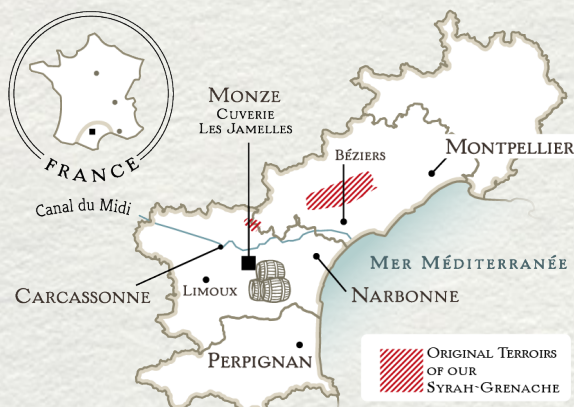 FRANCE
Canal du Midi
MONZE
CUVERIE
LES JAMELLES
BÉZIERS
MONTPELLIER
MER MÉDITERRANÉE
CARCASSONNE
LIMOUX
NARBONNE
PERPIGNAN
ORIGINAL TERROIRS
OF OUR
SYRAH-GRENACHE